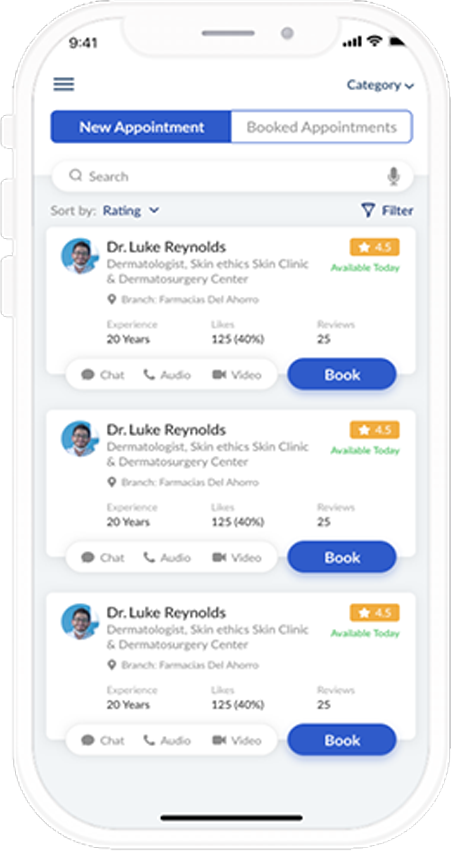 9:41
Category
New Appointment Booked Appointments
Search
Sort by: Rating Filter
Dr. Luke Reynolds 4.5
Dermatologist, Skin ethics Skin Clinic Available Today
& Dermatosurgery Center
Branch: Farmacias Del Ahorro
Experience Likes Reviews
20 Years 125 (40%) 25
Chat Audio Video Book
Dr. Luke Reynolds 4.5
Dermatologist, Skin ethics Skin Clinic Available Today
& Dermatosurgery Center
Branch: Farmacias Del Ahorro
Experience Likes Reviews
20 Years 125 (40%) 25
Chat Audio Video Book
Dr. Luke Reynolds 4.5
Dermatologist, Skin ethics Skin Clinic Available Today
& Dermatosurgery Center
Branch: Farmacias Del Ahorro
Experience Likes Reviews
20 Years 125 (40%) 25
Chat Audio Video Book